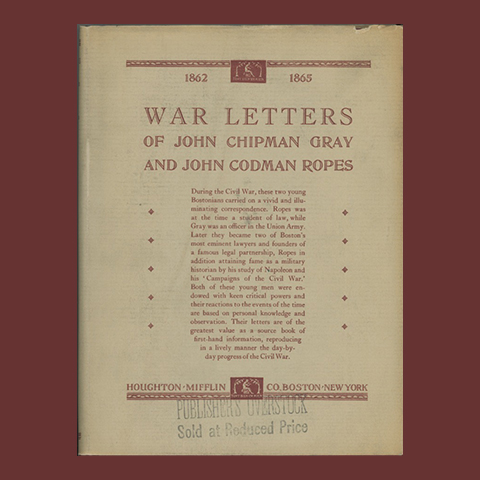 1862 1865
WAR LETTERS
OF JOHN CHIPMAN GRAY
AND JOHN CODMAN ROPES
During the Civil War, these two young
Bostonians carried on a vivid and illu-
minating correspondence. Ropes was
at the time a student of law, while
Gray was an officer in the Union Army.
Later they became two of Boston's
most eminent lawyers and founders of
a famous legal partnership, Ropes in
addition attaining fame as a military
historian by his study of Napoleon and
his 'Campaigns of the Civil War.'
Both of these young men were en-
dowed with keen critical powers and
their reactions to the events of the time
are based on personal knowledge and
observation. Their letters are of the
greatest value as a source book of
first-hand information, reproducing
in a lively manner the day-by-
day progress of the Civil War.
HOUGHTON · MIFFLIN CO. BOSTON · NEW YORK
PUBLISHER'S OVERSTOCK
Sold at Reduced Price